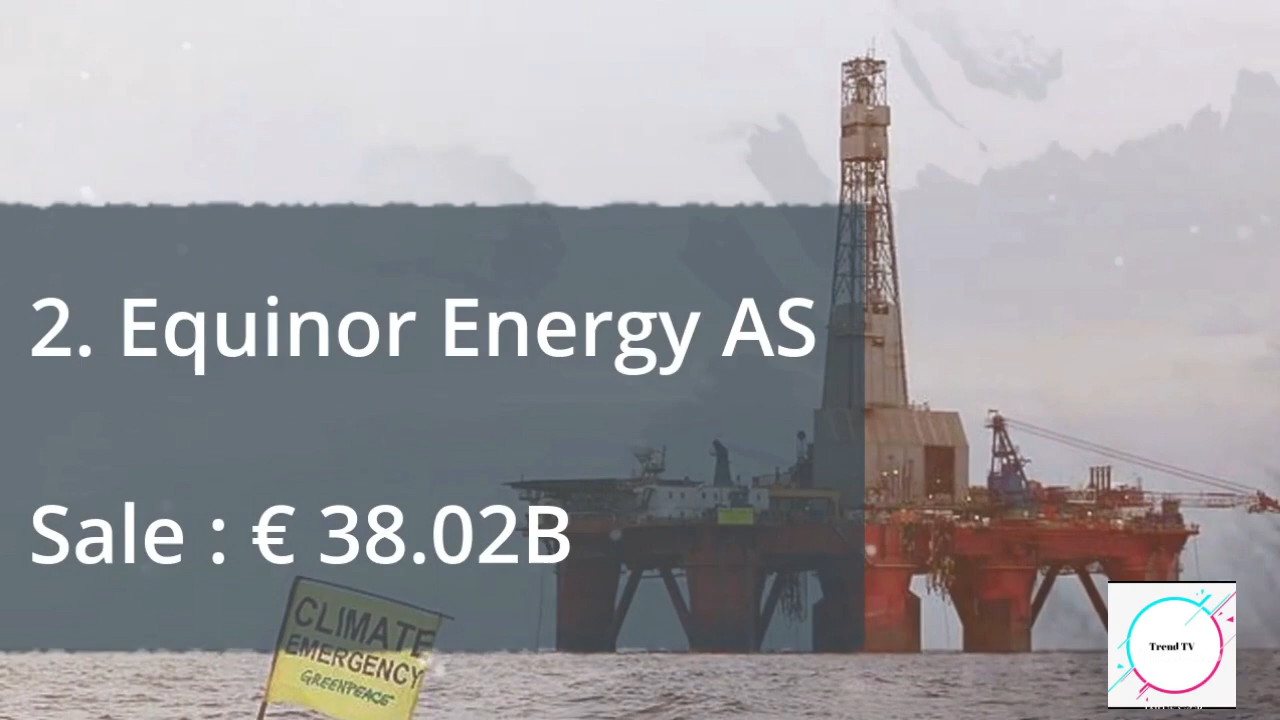 2. Equinor Energy AS
Sale : € 38.02B
CLIMATE
EMERGENCY
GREENPEACE
Trend TV